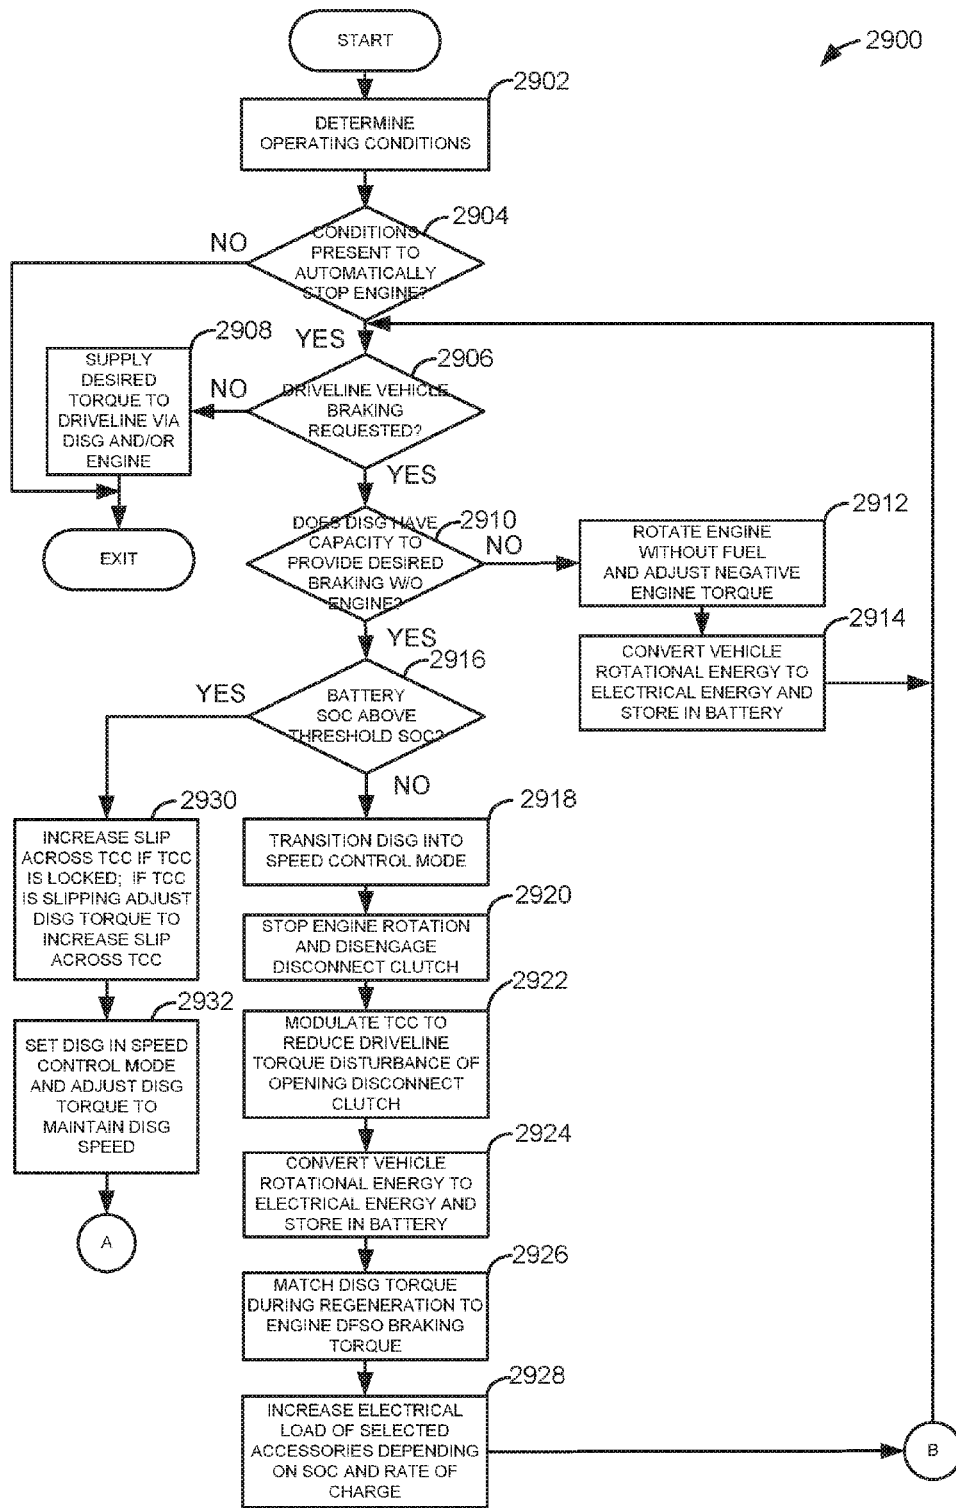 START
2900
2902
DETERMINE
OPERATING CONDITIONS
2904
CONDITIONS
PRESENT TO
AUTOMATICALLY
STOP ENGINE?
NO
YES
2906
DRIVELINE VEHICLE
BRAKING
REQUESTED?
NO
YES
2908
SUPPLY
DESIRED
TORQUE TO
DRIVELINE VIA
DISG AND/OR
ENGINE
EXIT
2910
DOES DISG HAVE
CAPACITY TO
PROVIDE DESIRED
BRAKING W/O
ENGINE?
NO
YES
2912
ROTATE ENGINE
WITHOUT FUEL
AND ADJUST NEGATIVE
ENGINE TORQUE
2914
CONVERT VEHICLE
ROTATIONAL ENERGY TO
ELECTRICAL ENERGY AND
STORE IN BATTERY
2916
BATTERY
SOC ABOVE
THRESHOLD SOC?
YES
NO
2930
INCREASE SLIP
ACROSS TCC IF TCC
IS LOCKED; IF TCC
IS SLIPPING ADJUST
DISG TORQUE TO
INCREASE SLIP
ACROSS TCC
2932
SET DISG IN SPEED
CONTROL MODE
AND ADJUST DISG
TORQUE TO
MAINTAIN DISG
SPEED
A
2918
TRANSITION DISG INTO
SPEED CONTROL MODE
2920
STOP ENGINE ROTATION
AND DISENGAGE
DISCONNECT CLUTCH
2922
MODULATE TCC TO
REDUCE DRIVELINE
TORQUE DISTURBANCE OF
OPENING DISCONNECT
CLUTCH
2924
CONVERT VEHICLE
ROTATIONAL ENERGY TO
ELECTRICAL ENERGY AND
STORE IN BATTERY
2926
MATCH DISG TORQUE
DURING REGENERATION TO
ENGINE DFSO BRAKING
TORQUE
2928
INCREASE ELECTRICAL
LOAD OF SELECTED
ACCESSORIES DEPENDING
ON SOC AND RATE OF
CHARGE
B